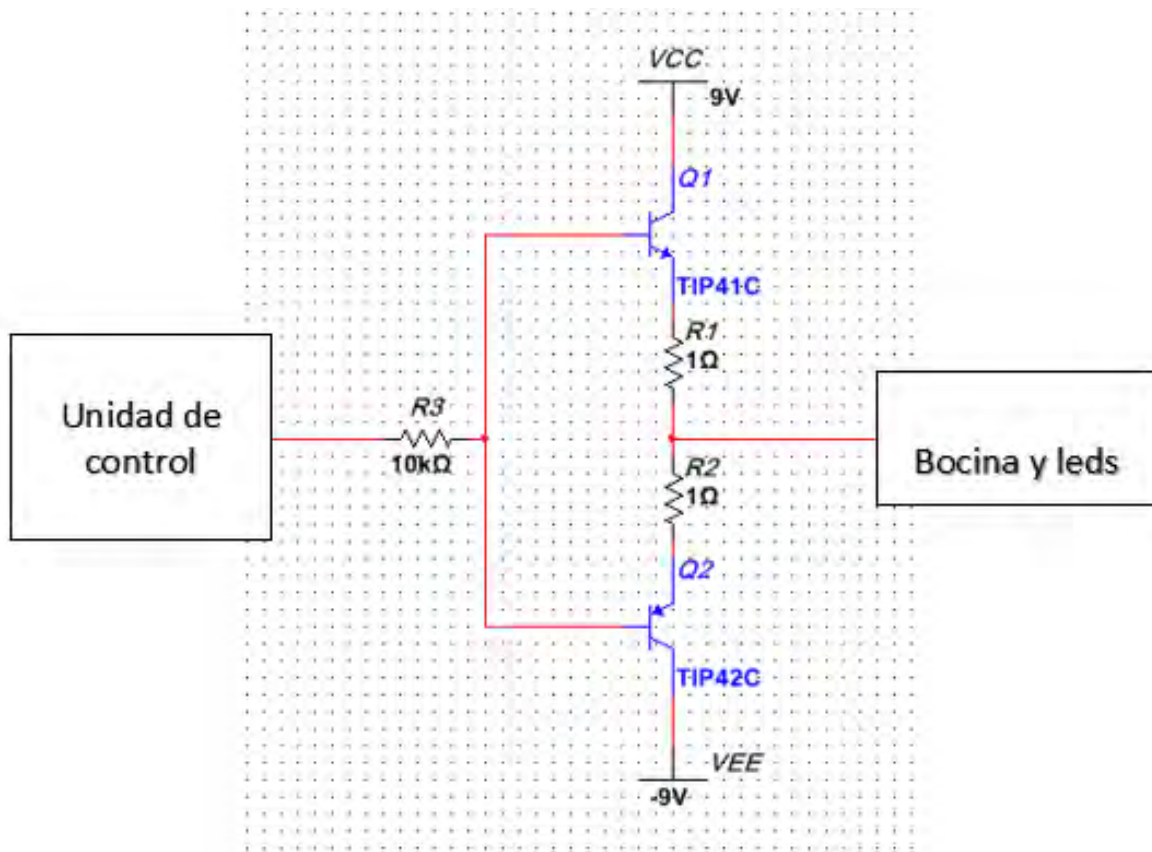 VCC
9V
Q1
TIP41C
R1
1Ω
Unidad de
control
R3
10kΩ
Bocina y leds
R2
1Ω
Q2
TIP42C
VEE
-9V